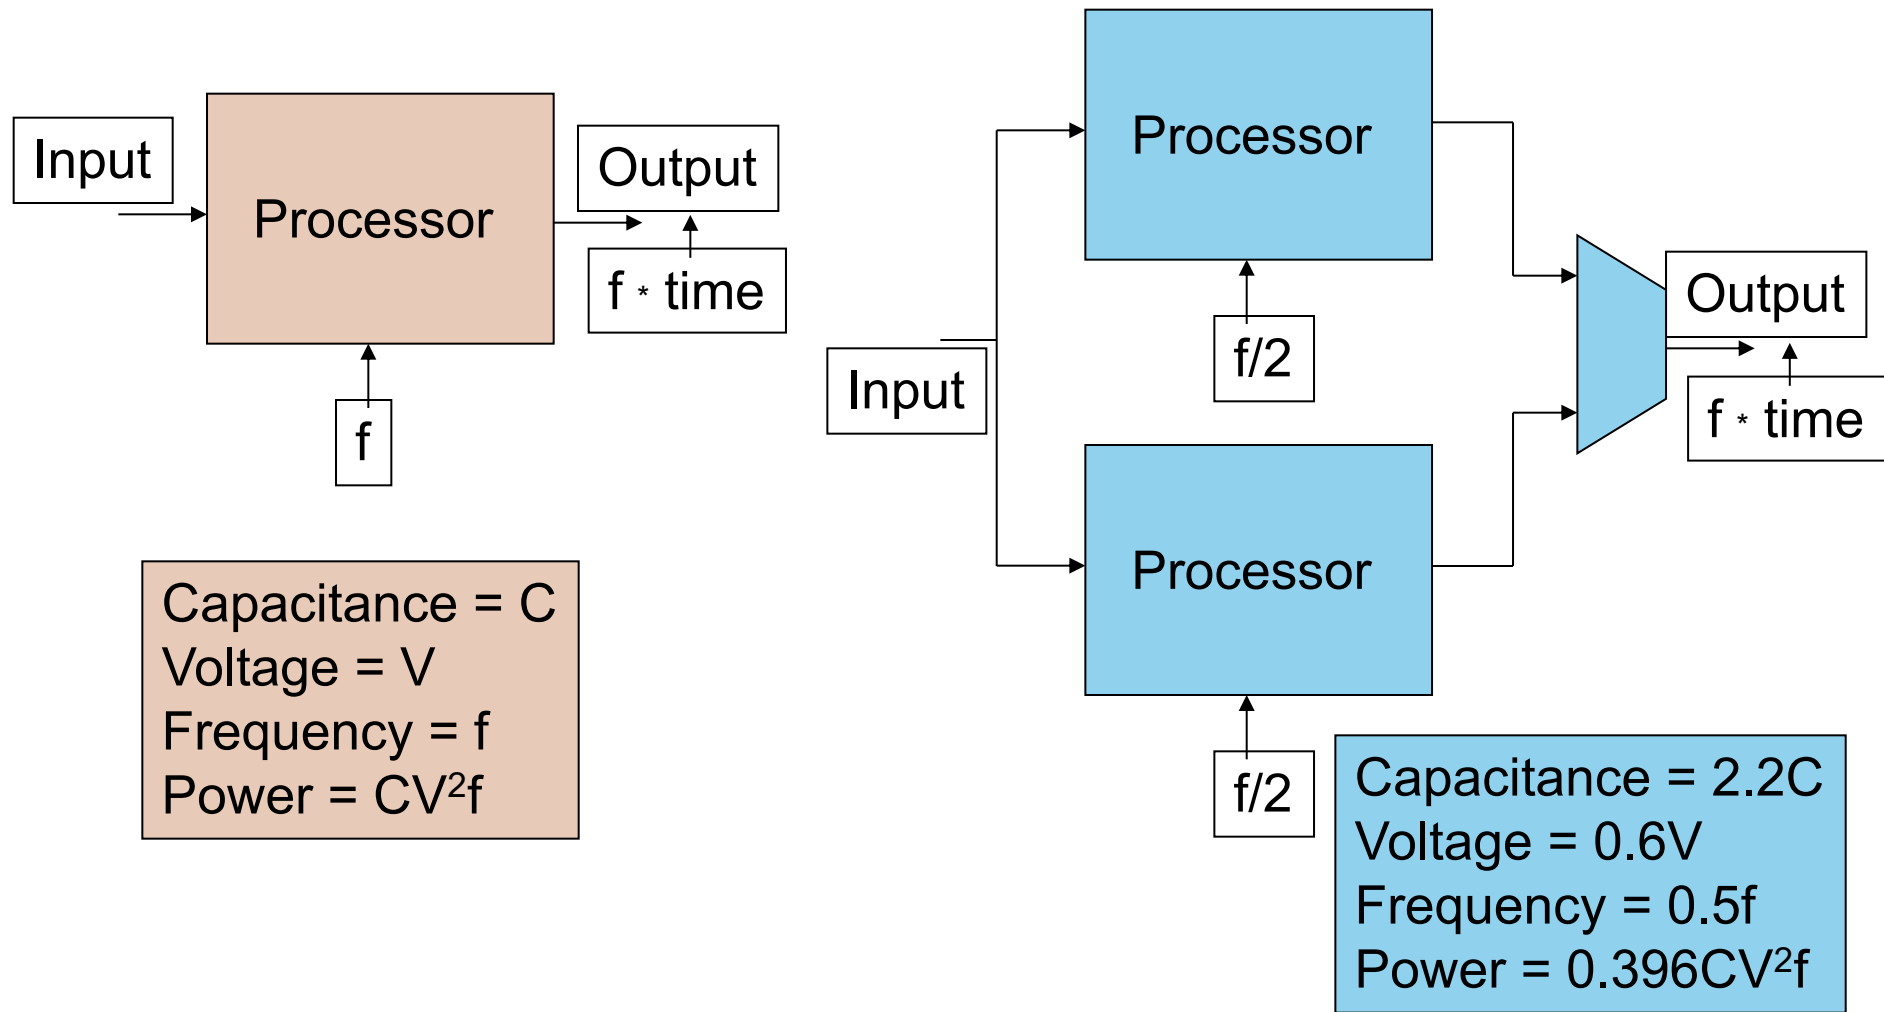 Input
Processor
Output
f * time
f
Capacitance = C
Voltage = V
Frequency = f
Power = CV²f
Processor
Input
f/2
Output
f * time
Processor
f/2
Capacitance = 2.2C
Voltage = 0.6V
Frequency = 0.5f
Power = 0.396CV²f